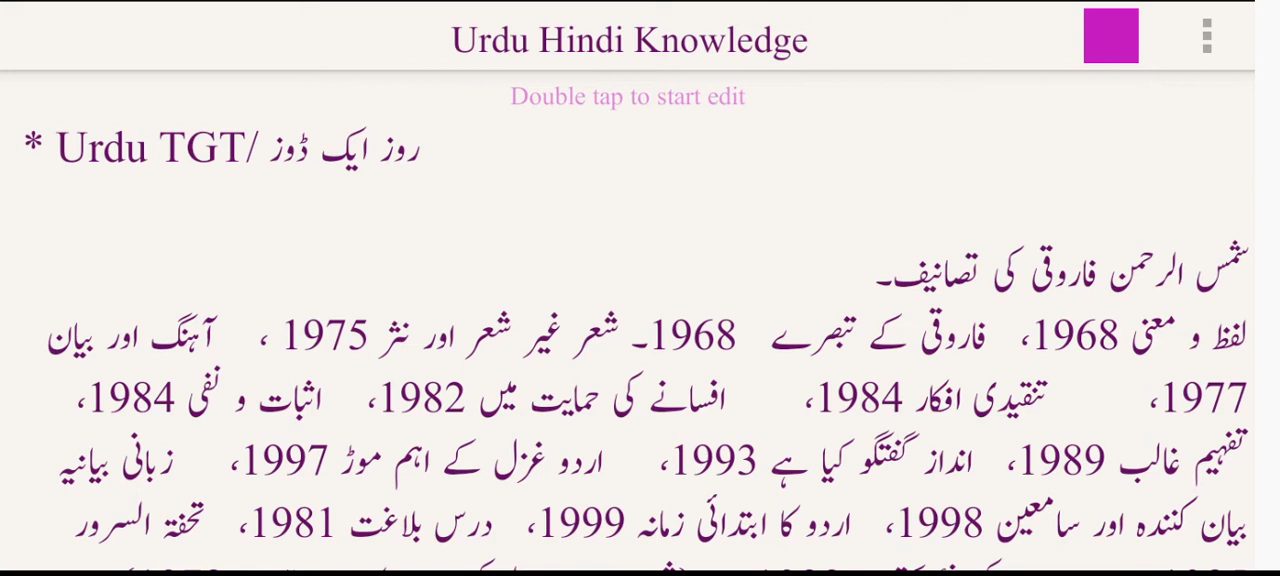 Urdu Hindi Knowledge
Double tap to start edit
* Urdu TGT/ روز ایک ڈوز
شمس الرحمن فاروقی کی تصانیف۔
لفظ و معنی 1968، فاروقی کے تبصرے 1968۔ شعر غیر شعر اور نثر 1975 ، آہنگ اور بیان
1977، تنقیدی افکار 1984، افسانے کی حمایت میں 1982، اثبات و نفی 1984،
تفہیم غالب 1989، انداز گفتگو کیا ہے 1993، اردو غزل کے اہم موڑ 1997، زبانی بیانیہ
بیان کنندہ اور سامعین 1998، اردو کا ابتدائی زمانہ 1999، درس بلاغت 1981، تحفۃ السرور